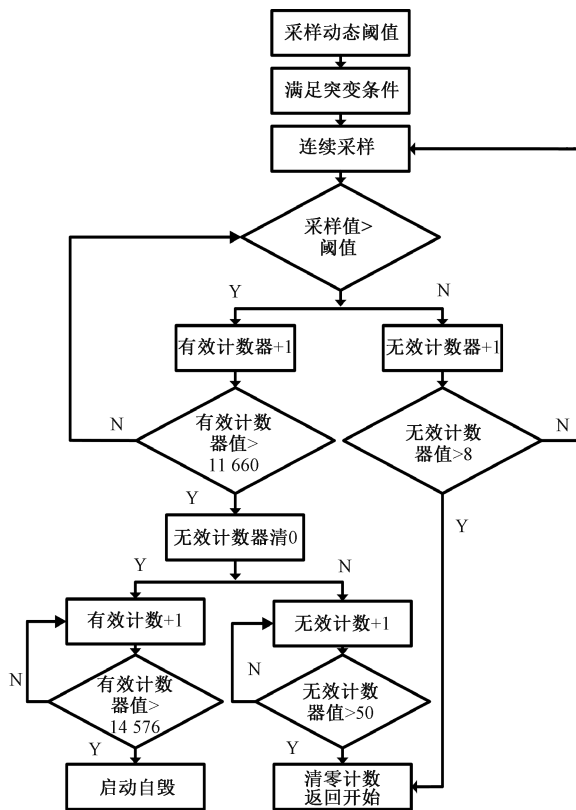 采样动态阈值
满足突变条件
连续采样
采样值>
阈值
Y
N
有效计数器+1
无效计数器+1
N
有效计数
器值>
11 660
无效计数
器值>8
N
Y
Y
无效计数器清0
Y
N
有效计数+1
无效计数+1
N
有效计数
器值>
14 576
N
无效计数
器值>50
Y
Y
启动自毁
清零计数
返回开始